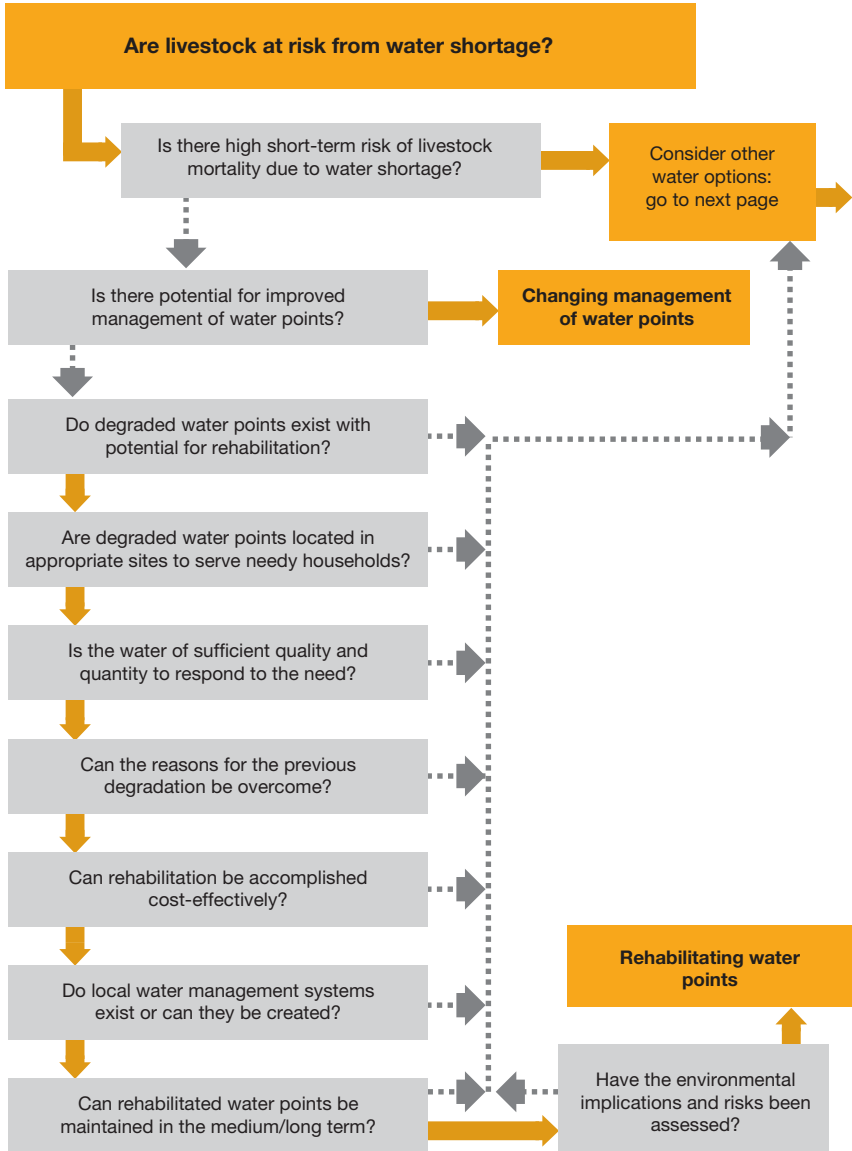 Are livestock at risk from water shortage?
Is there high short-term risk of livestock
mortality due to water shortage?
Consider other
water options:
go to next page
Is there potential for improved
management of water points?
Changing management
of water points
Do degraded water points exist with
potential for rehabilitation?
Are degraded water points located in
appropriate sites to serve needy households?
Is the water of sufficient quality and
quantity to respond to the need?
Can the reasons for the previous
degradation be overcome?
Can rehabilitation be accomplished
cost-effectively?
Do local water management systems
exist or can they be created?
Can rehabilitated water points be
maintained in the medium/long term?
Have the environmental
implications and risks been
assessed?
Rehabilitating water
points